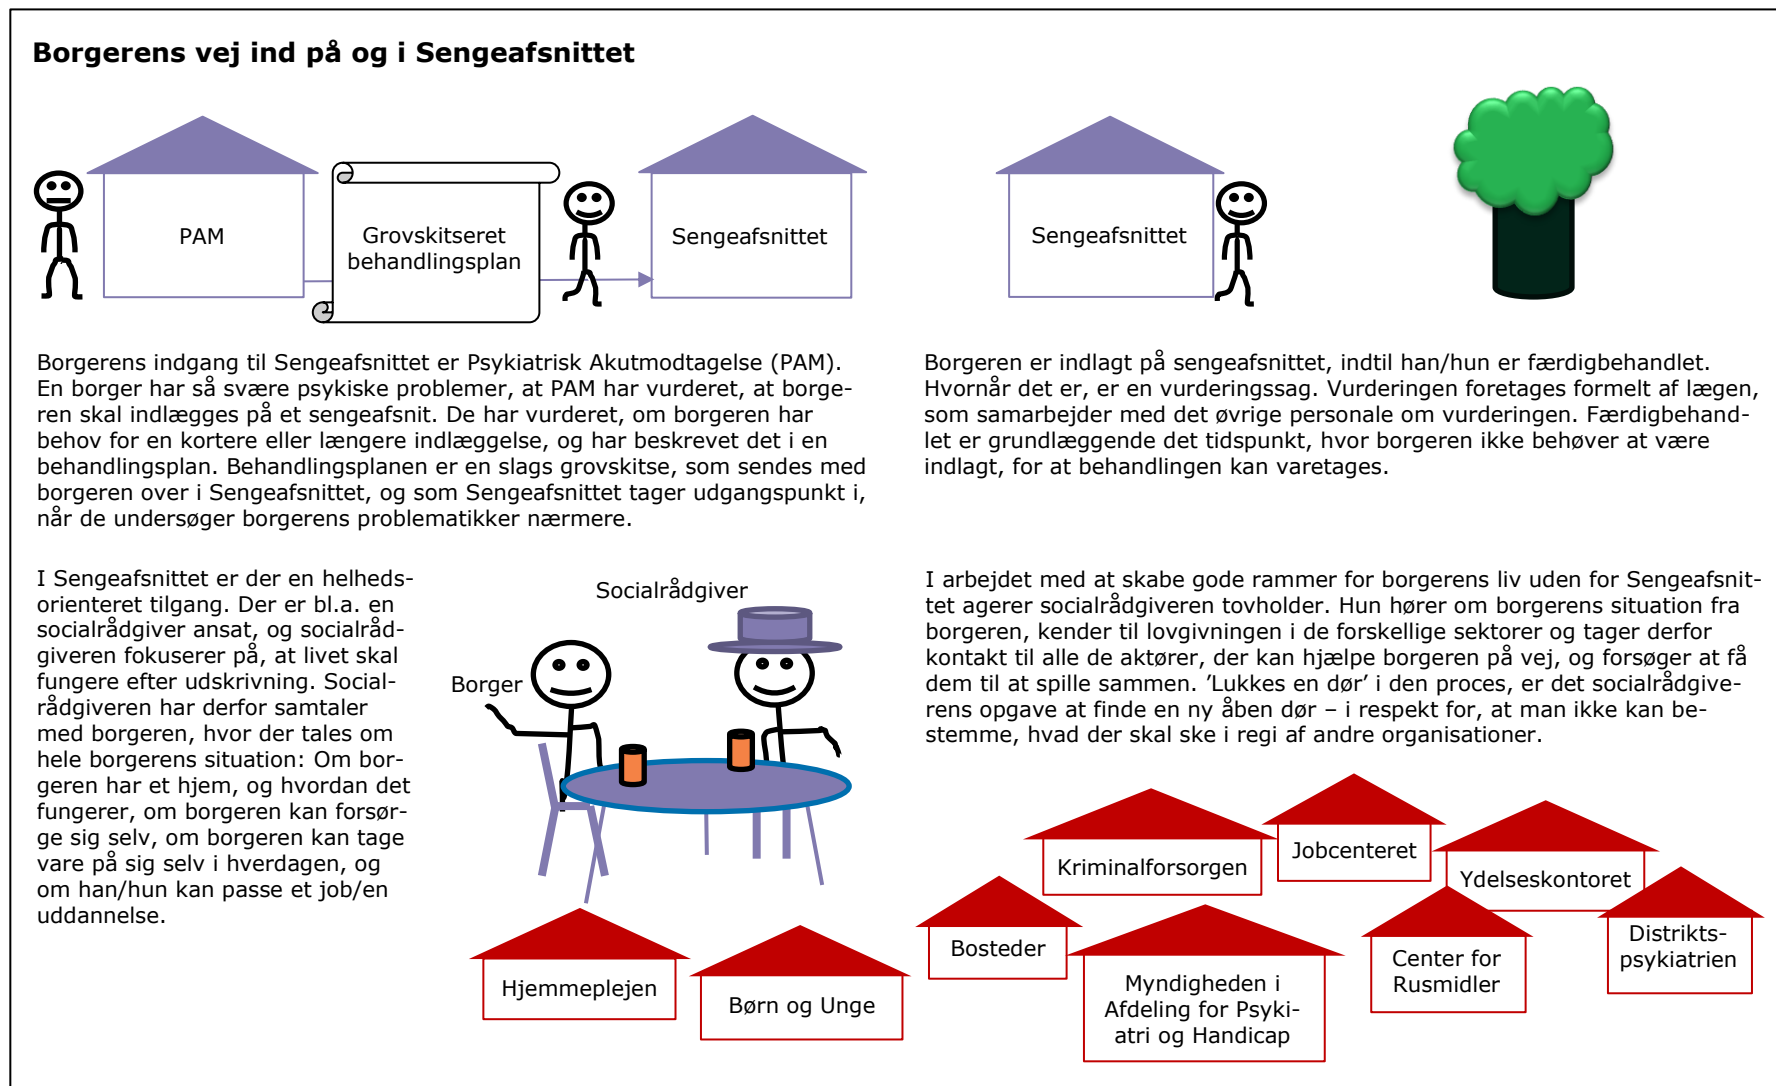 Borgerens vej ind på og i Sengeafsnittet
PAM
Grovskitseret
behandlingsplan
Sengeafsnittet
Sengeafsnittet
Borgerens indgang til Sengeafsnittet er Psykiatrisk Akutmodtagelse (PAM).
En borger har så svære psykiske problemer, at PAM har vurderet, at borge-
ren skal indlægges på et sengeafsnit. De har vurderet, om borgeren har
behov for en kortere eller længere indlæggelse, og har beskrevet det i en
behandlingsplan. Behandlingsplanen er en slags grovskitse, som sendes med
borgeren over i Sengeafsnittet, og som Sengeafsnittet tager udgangspunkt i,
når de undersøger borgerens problematikker nærmere.
Borgeren er indlagt på sengeafsnittet, indtil han/hun er færdigbehandlet.
Hvornår det er, er en vurderingssag. Vurderingen foretages formelt af lægen,
som samarbejder med det øvrige personale om vurderingen. Færdigbehand-
let er grundlæggende det tidspunkt, hvor borgeren ikke behøver at være
indlagt, for at behandlingen kan varetages.
I Sengeafsnittet er der en helheds-
orienteret tilgang. Der er bl.a. en
socialrådgiver ansat, og socialråd-
giveren fokuserer på, at livet skal
fungere efter udskrivning. Social-
rådgiveren har derfor samtaler
med borgeren, hvor der tales om
hele borgerens situation: Om bor-
geren har et hjem, og hvordan det
fungerer, om borgeren kan forsør-
ge sig selv, om borgeren kan tage
vare på sig selv i hverdagen, og
om han/hun kan passe et job/en
uddannelse.
Socialrådgiver
Borger
I arbejdet med at skabe gode rammer for borgerens liv uden for Sengeafsnit-
tet agerer socialrådgiveren tovholder. Hun hører om borgerens situation fra
borgeren, kender til lovgivningen i de forskellige sektorer og tager derfor
kontakt til alle de aktører, der kan hjælpe borgeren på vej, og forsøger at få
dem til at spille sammen. ’Lukkes en dør’ i den proces, er det socialrådgive-
rens opgave at finde en ny åben dør – i respekt for, at man ikke kan be-
stemme, hvad der skal ske i regi af andre organisationer.
Kriminalforsorgen
Jobcenteret
Ydelseskontoret
Bosteder
Center for
Rusmidler
Distrikts-
psykiatrien
Hjemmeplejen
Børn og Unge
Myndigheden i
Afdeling for Psyki-
atri og Handicap